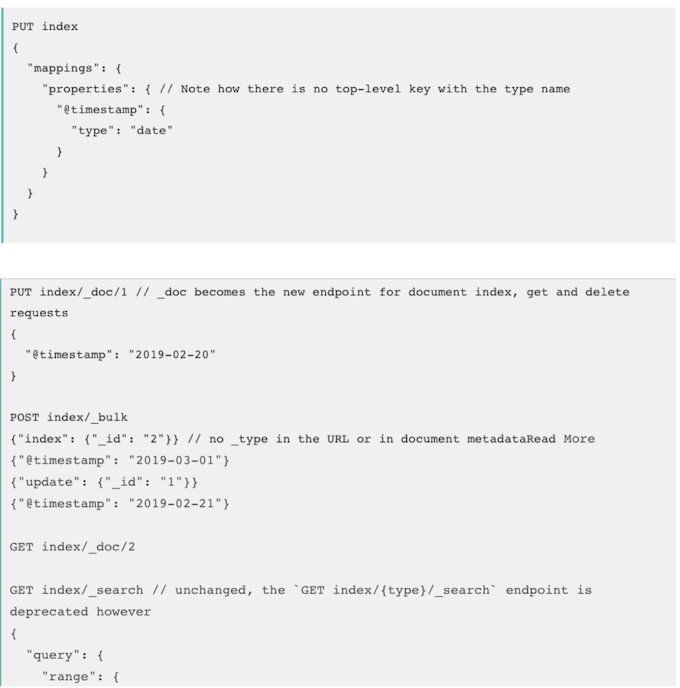 PUT index
{
"mappings": {
"properties": { // Note how there is no top-level key with the type name
"@timestamp": {
"type": "date"
}
}
}
}
PUT index/_doc/1 // _doc becomes the new endpoint for document index, get and delete
requests
{
"@timestamp": "2019-02-20"
}
POST index/_bulk
{"index": {"_id": "2"}} // no _type in the URL or in document metadataRead More
{"@timestamp": "2019-03-01"}
{"update": {"_id": "1"}}
{"@timestamp": "2019-02-21"}
GET index/_doc/2
GET index/_search // unchanged, the `GET index/{type}/_search` endpoint is
deprecated however
{
"query": {
"range": {